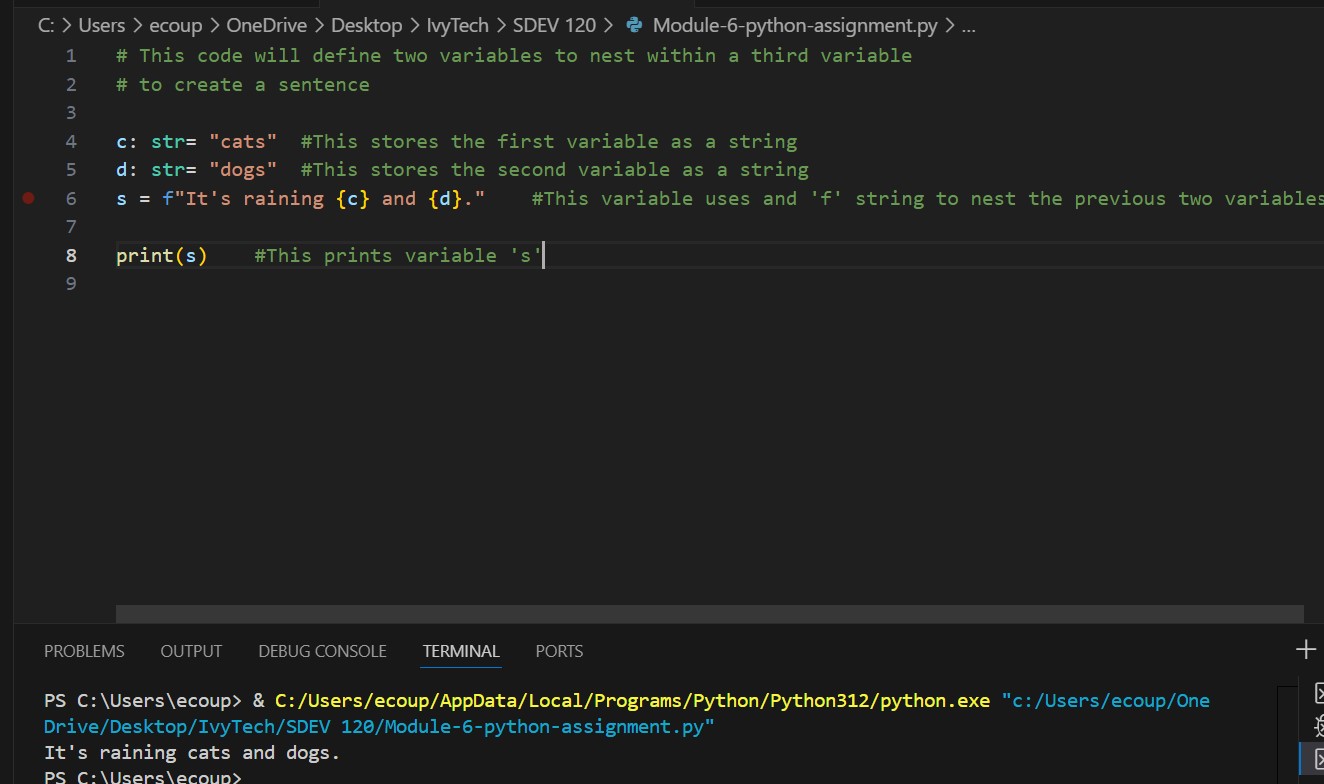 C: > Users > ecoup > OneDrive > Desktop > IvyTech > SDEV 120 > Module-6-python-assignment.py > ...
1 # This code will define two variables to nest within a third variable
2 # to create a sentence
3
4 c: str= "cats"  #This stores the first variable as a string
5 d: str= "dogs"  #This stores the second variable as a string
6 s = f"It's raining {c} and {d}."    #This variable uses and 'f' string to nest the previous two variables
7
8 print(s)    #This prints variable 's'
9
PROBLEMS OUTPUT DEBUG CONSOLE TERMINAL PORTS
PS C:\Users\ecoup> & C:/Users/ecoup/AppData/Local/Programs/Python/Python312/python.exe "c:/Users/ecoup/One
Drive/Desktop/IvyTech/SDEV 120/Module-6-python-assignment.py"
It's raining cats and dogs.
PS C:\Users\ecoup>